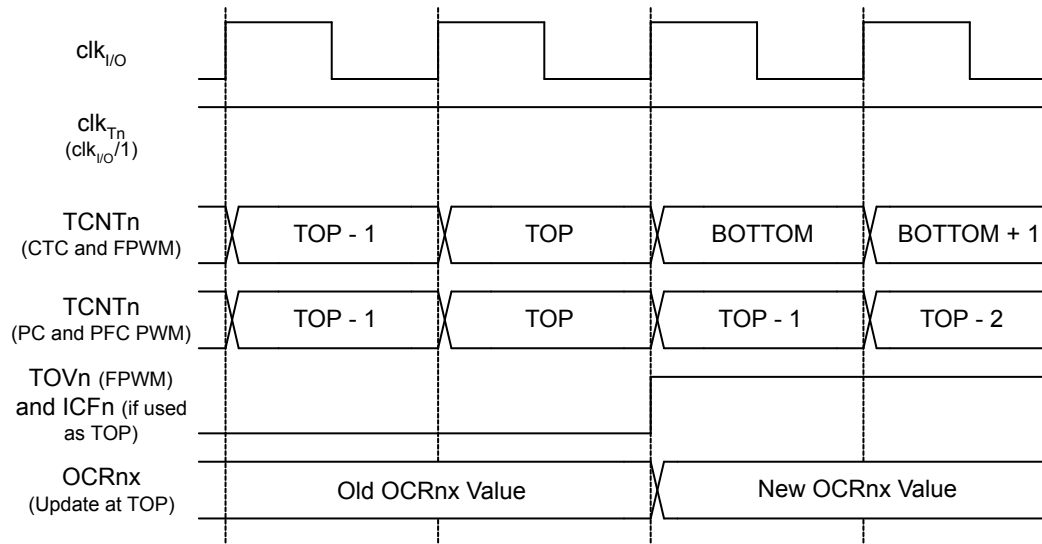 clkI/O
clkTn
(clkI/O/1)
TCNTn
(CTC and FPWM)
TOP - 1 TOP BOTTOM BOTTOM + 1
TCNTn
(PC and PFC PWM)
TOP - 1 TOP TOP - 1 TOP - 2
TOVn (FPWM)
and ICFn (if used
as TOP)
OCRnx
(Update at TOP)
Old OCRnx Value New OCRnx Value